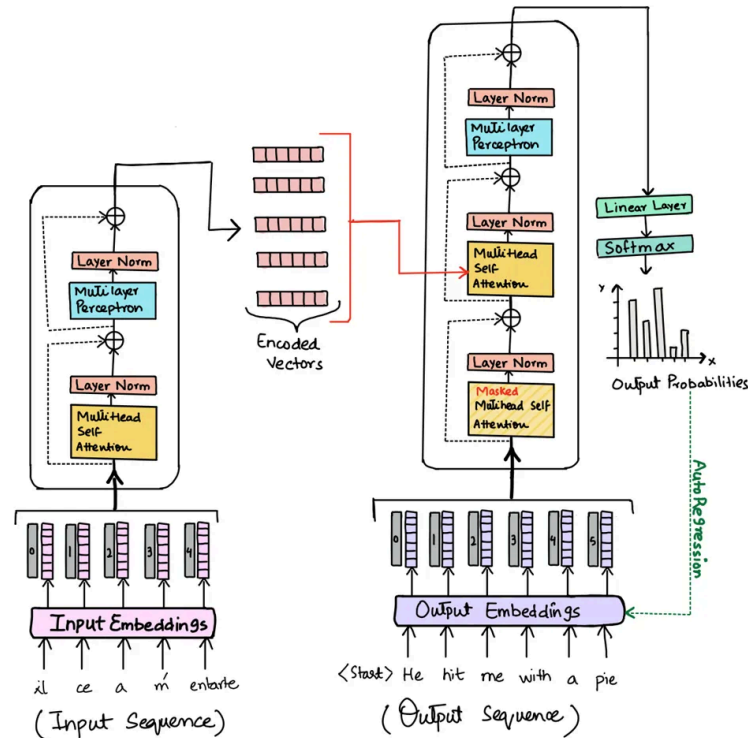 Layer Norm
Multilayer
Perceptron
Layer Norm
MultiHead
Self
Attention
0 1 2 3 4
Input Embeddings
il ce a m' entarte
(Input Sequence)
Encoded
Vectors
Layer Norm
Multilayer
Perceptron
Layer Norm
MultiHead
Self
Attention
Layer Norm
Masked
Multihead Self
Attention
0 1 2 3 4 5
Output Embeddings
<Start> He hit me with a pie
(Output Sequence)
Linear Layer
Softmax
Y
X
Output Probabilities
AutoRegression